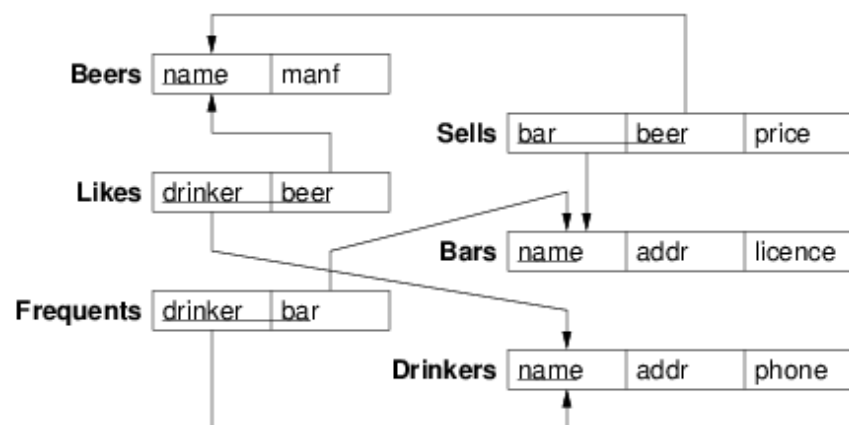 Beers name manf
Sells bar beer price
Likes drinker beer
Bars name addr licence
Frequents drinker bar
Drinkers name addr phone